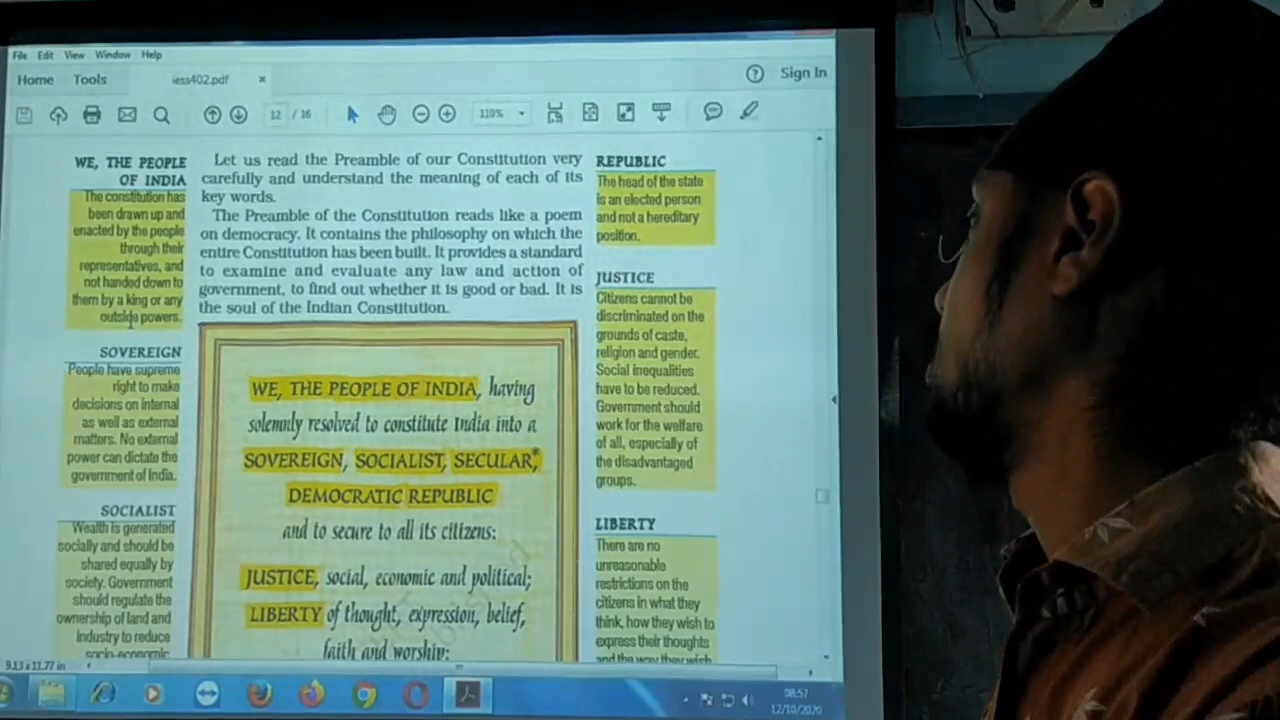 File Edit View Window Help
Home Tools iess402.pdf × ? Sign In
12 / 16 110%
WE, THE PEOPLE
OF INDIA
The constitution has
been drawn up and
enacted by the people
through their
representatives, and
not handed down to
them by a king or any
outside powers.
SOVEREIGN
People have supreme
right to make
decisions on internal
as well as external
matters. No external
power can dictate the
government of India.
SOCIALIST
Wealth is generated
socially and should be
shared equally by
society. Government
should regulate the
ownership of land and
industry to reduce
socio-economic
Let us read the Preamble of our Constitution very
carefully and understand the meaning of each of its
key words.
The Preamble of the Constitution reads like a poem
on democracy. It contains the philosophy on which the
entire Constitution has been built. It provides a standard
to examine and evaluate any law and action of
government, to find out whether it is good or bad. It is
the soul of the Indian Constitution.
WE, THE PEOPLE OF INDIA, having
solemnly resolved to constitute India into a
SOVEREIGN, SOCIALIST, SECULAR,*
DEMOCRATIC REPUBLIC
and to secure to all its citizens:
JUSTICE, social, economic and political;
LIBERTY of thought, expression, belief,
faith and worship;
REPUBLIC
The head of the state
is an elected person
and not a hereditary
position.
JUSTICE
Citizens cannot be
discriminated on the
grounds of caste,
religion and gender.
Social inequalities
have to be reduced.
Government should
work for the welfare
of all, especially of
the disadvantaged
groups.
LIBERTY
There are no
unreasonable
restrictions on the
citizens in what they
think, how they wish to
express their thoughts
and the way they wish
9.13 x 11.77 in
08:57
12/10/2020